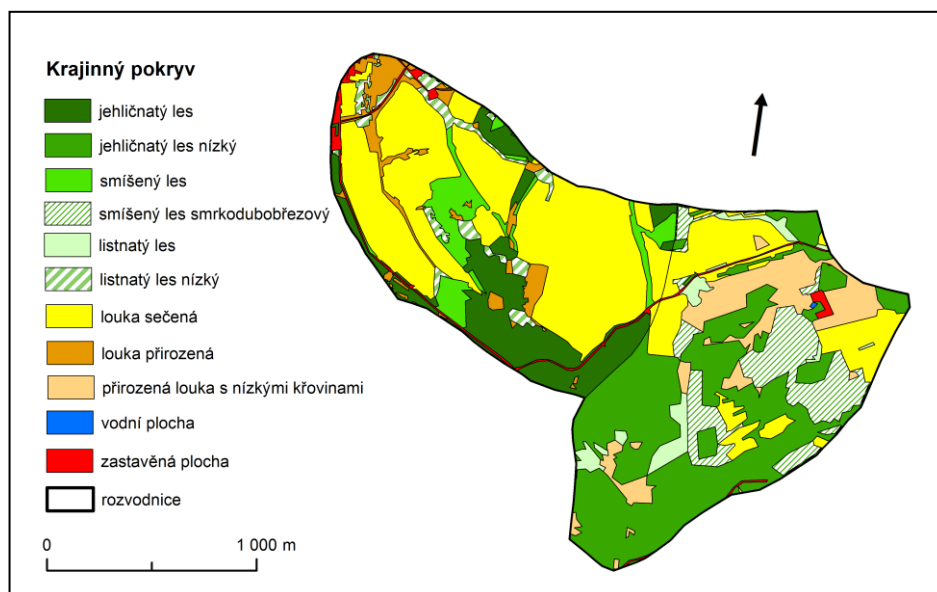 Krajinný pokryv
jehličnatý les
jehličnatý les nízký
smíšený les
smíšený les smrkodubobřezový
listnatý les
listnatý les nízký
louka sečená
louka přirozená
přirozená louka s nízkými křovinami
vodní plocha
zastavěná plocha
rozvodnice
0 1 000 m